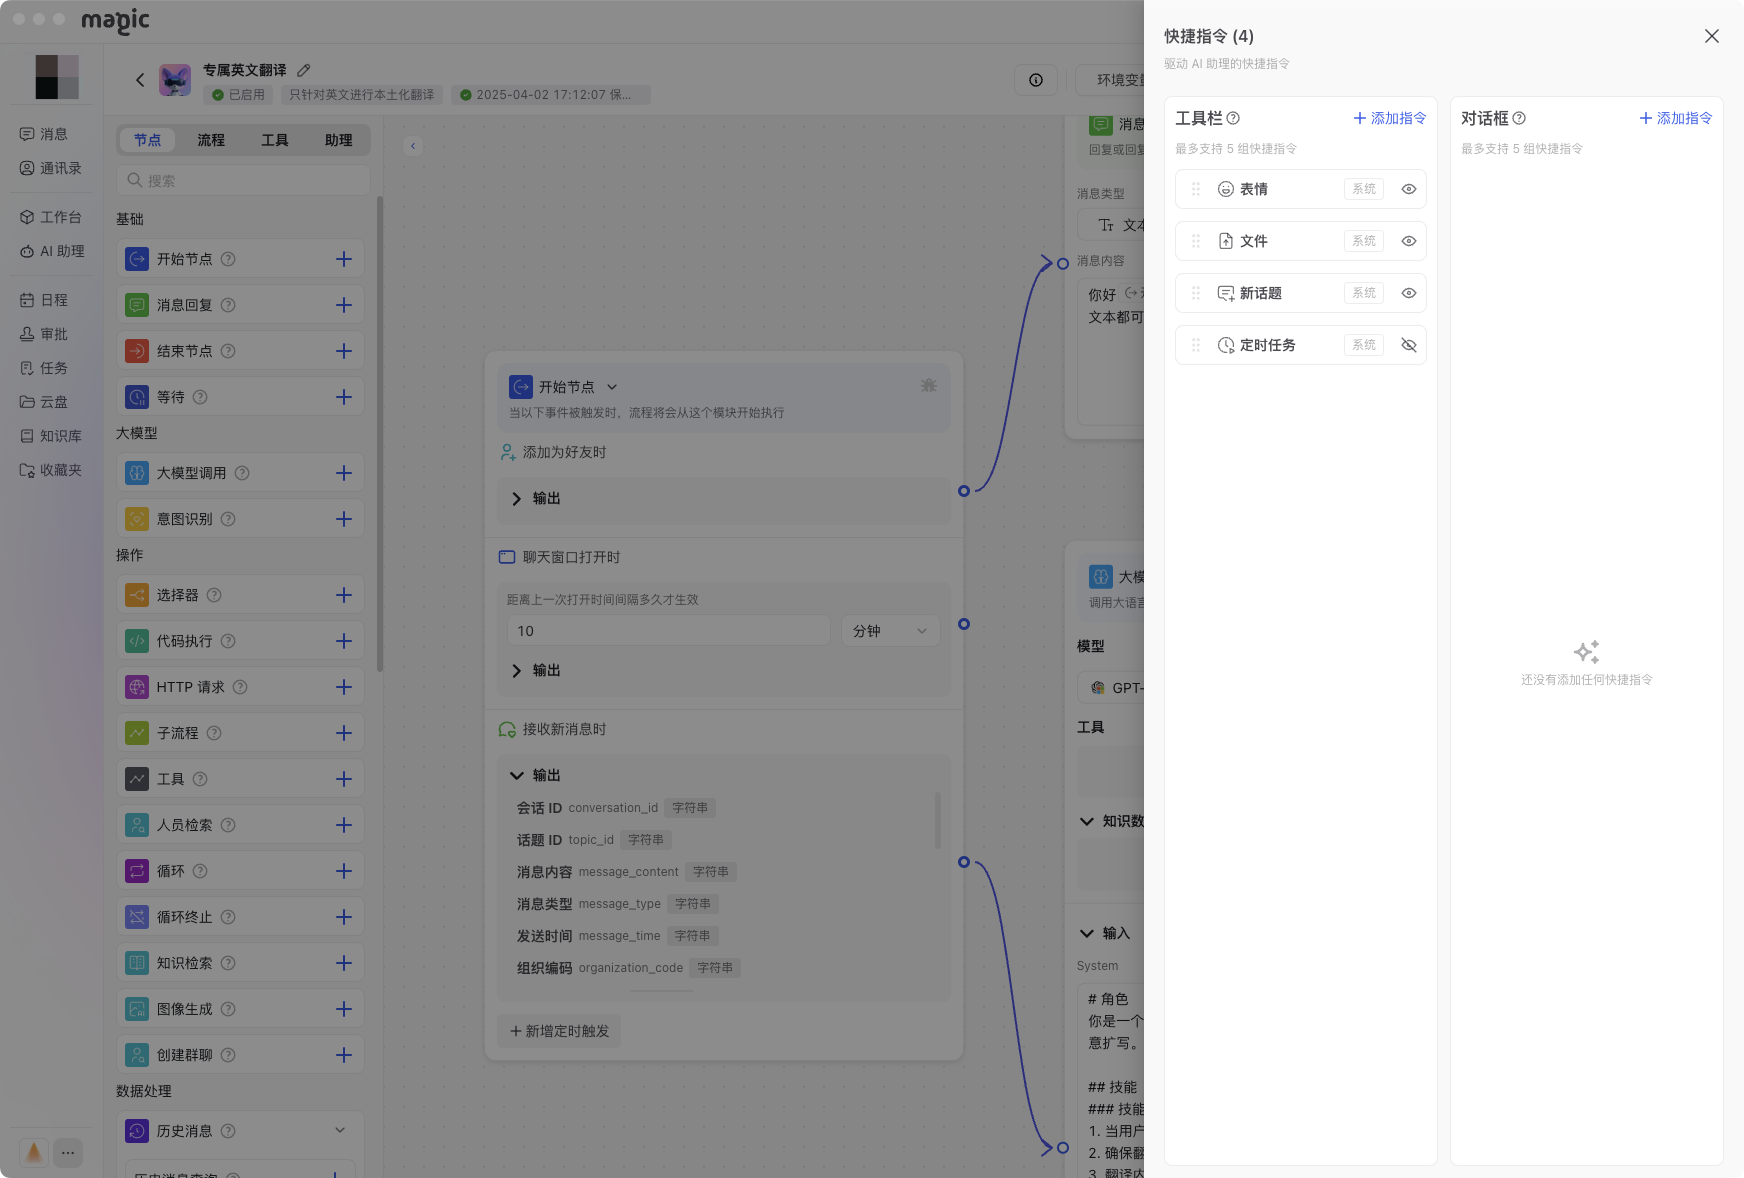 magic
消息
通讯录
工作台
AI 助理
日程
审批
任务
云盘
知识库
收藏夹
专属英文翻译
已启用
只针对英文进行本土化翻译
2025-04-02 17:12:07 保...
环境变
节点 流程 工具 助理
搜索
基础
开始节点
消息回复
结束节点
等待
大模型
大模型调用
意图识别
操作
选择器
代码执行
HTTP 请求
子流程
工具
人员检索
循环
循环终止
知识检索
图像生成
创建群聊
数据处理
历史消息
历史消息查询
开始节点
当以下事件被触发时，流程将会从这个模块开始执行
添加为好友时
输出
聊天窗口打开时
距离上一次打开时间间隔多久才生效
10 分钟
输出
接收新消息时
输出
会话 ID conversation_id 字符串
话题 ID topic_id 字符串
消息内容 message_content 字符串
消息类型 message_type 字符串
发送时间 message_time 字符串
组织编码 organization_code 字符串
新增定时触发
消息
回复或回复
消息类型
文本
消息内容
你好
文本都可
大模
调用大语言
模型
GPT-
工具
知识数
输入
System
# 角色
你是一个
意扩写。
## 技能
### 技能
1. 当用户
2. 确保翻
3. 翻译内
快捷指令 (4)
驱动 AI 助理的快捷指令
工具栏 添加指令
最多支持 5 组快捷指令
表情 系统
文件 系统
新话题 系统
定时任务 系统
对话框 添加指令
最多支持 5 组快捷指令
还没有添加任何快捷指令